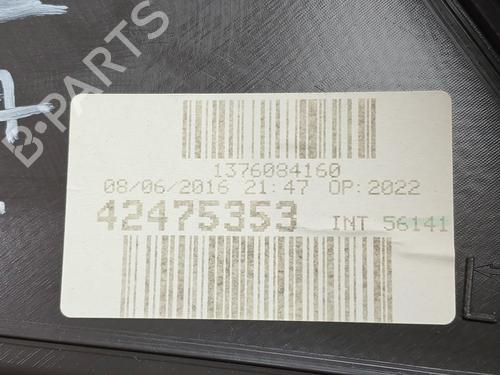 B-PARTS
1376084160
08/06/2016 21:47 OP:2022
42475353 INT 56141
L